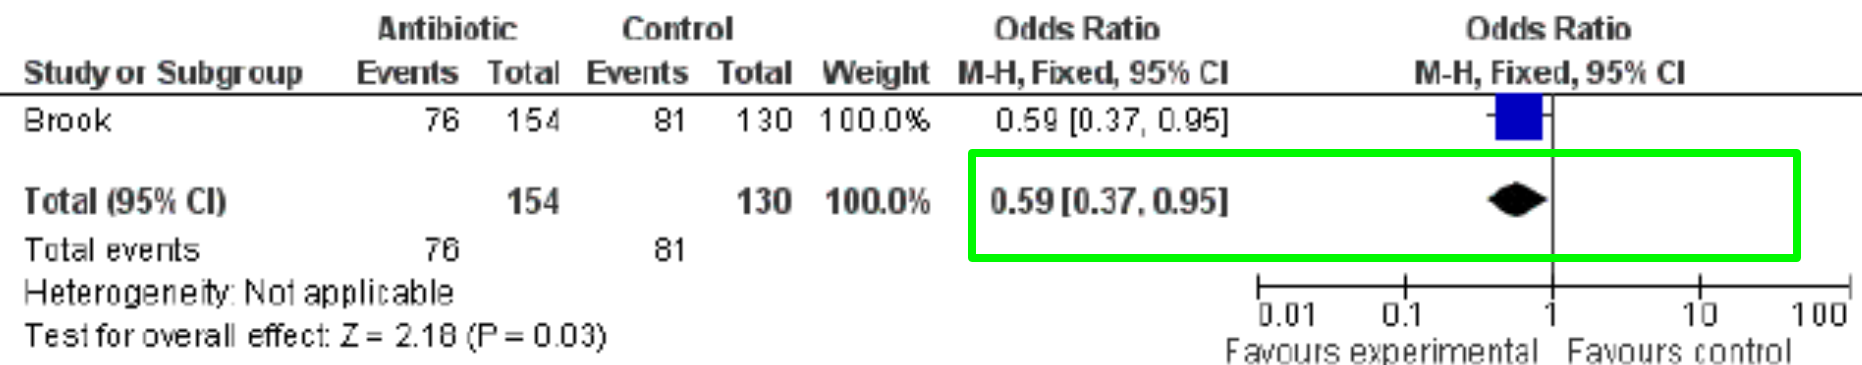 Antibiotic Control Odds Ratio Odds Ratio
Study or Subgroup Events Total Events Total Weight M-H, Fixed, 95% CI M-H, Fixed, 95% CI
Brook 76 154 81 130 100.0% 0.59 [0.37, 0.95]
Total (95% CI) 154 130 100.0% 0.59 [0.37, 0.95]
Total events 76 81
Heterogeneity: Not applicable
Test for overall effect: Z = 2.18 (P = 0.03)
0.01 0.1 1 10 100
Favours experimental Favours control